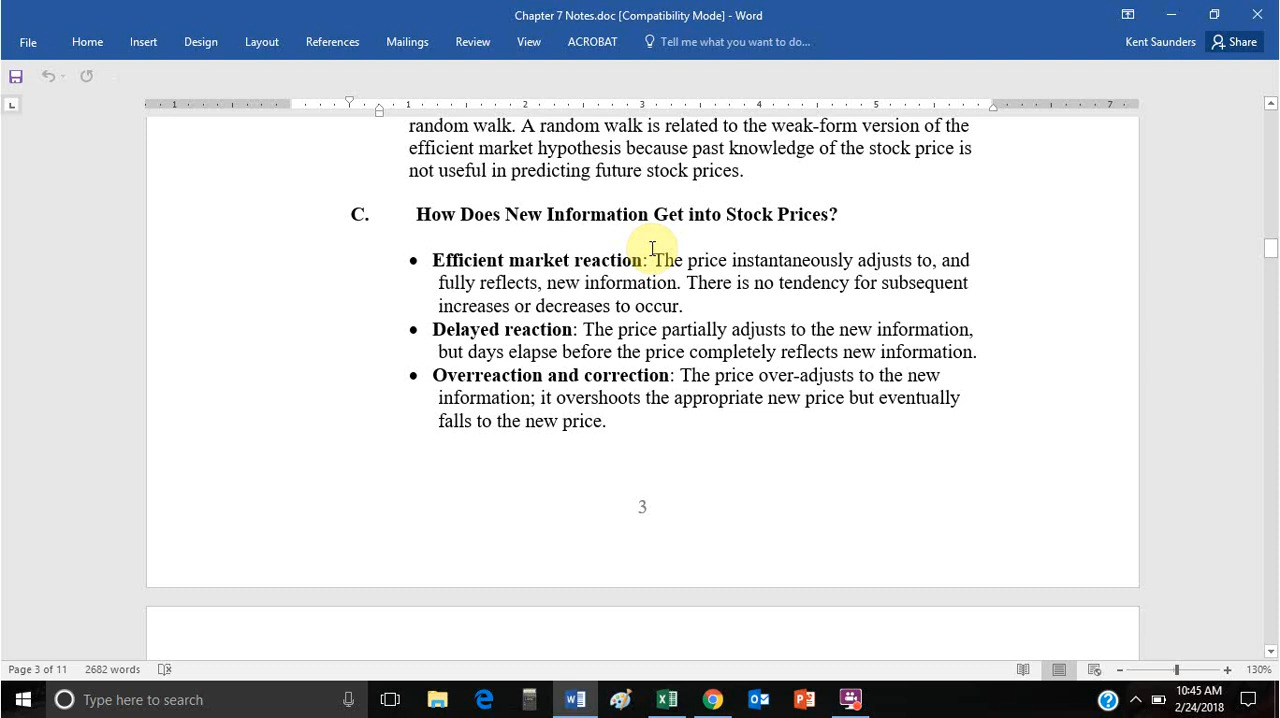 Chapter 7 Notes.doc [Compatibility Mode] - Word
File Home Insert Design Layout References Mailings Review View ACROBAT Tell me what you want to do... Kent Saunders Share
1 1 2 3 4 5 7
random walk. A random walk is related to the weak-form version of the
efficient market hypothesis because past knowledge of the stock price is
not useful in predicting future stock prices.
C. How Does New Information Get into Stock Prices?
• Efficient market reaction: The price instantaneously adjusts to, and
fully reflects, new information. There is no tendency for subsequent
increases or decreases to occur.
• Delayed reaction: The price partially adjusts to the new information,
but days elapse before the price completely reflects new information.
• Overreaction and correction: The price over-adjusts to the new
information; it overshoots the appropriate new price but eventually
falls to the new price.
3
Page 3 of 11 2682 words 130%
Type here to search 10:45 AM
2/24/2018